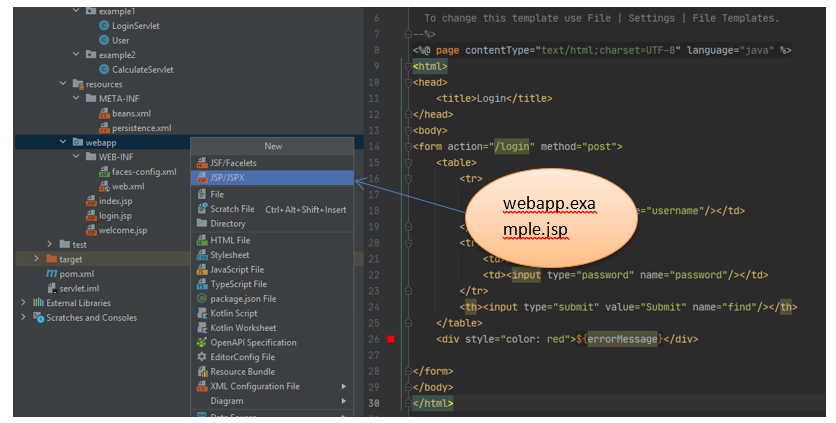 example1
LoginServlet
User
example2
CalculateServlet
resources
META-INF
beans.xml
persistence.xml
webapp
WEB-INF
faces-config.xml
web.xml
index.jsp
login.jsp
welcome.jsp
test
target
pom.xml
servlet.iml
External Libraries
Scratches and Consoles
New
JSF/Facelets
JSP/JSPX
File
Scratch File Ctrl+Alt+Shift+Insert
Directory
HTML File
Stylesheet
JavaScript File
TypeScript File
package.json File
Kotlin Script
Kotlin Worksheet
OpenAPI Specification
EditorConfig File
Resource Bundle
XML Configuration File
Diagram
Data Source
6 To change this template use File | Settings | File Templates.
7 --%>
8 <%@ page contentType="text/html;charset=UTF-8" language="java" %>
9 <html>
10 <head>
11 <title>Login</title>
12 </head>
13 <body>
14 <form action="/login" method="post">
15 <table>
16 <tr>
17
18 ="username"/></td>
19 </
20 <tr
21 <td
22 <td><input type="password" name="password"/></td>
23 </tr>
24 <th><input type="submit" value="Submit" name="find"/></th>
25 </table>
26 <div style="color: red">${errorMessage}</div>
27
28 </form>
29 </body>
30 </html>
webapp.exa
mple.jsp